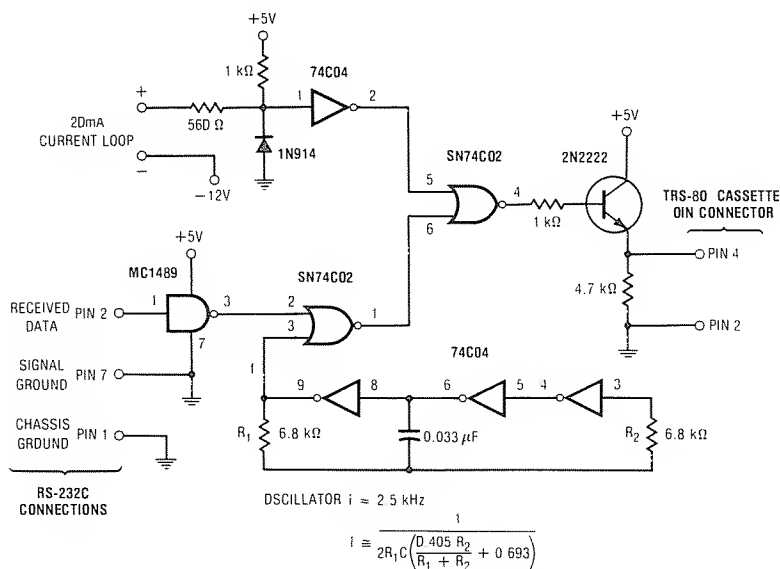 +5V
1 kΩ
74C04
+
1
2
2DmA
CURRENT LOOP
56D Ω
1N914
−
−12V
+5V
SN74C02
2N2222
5
4
6
1 kΩ
TRS-80 CASSETTE
DIN CONNECTOR
PIN 4
4.7 kΩ
PIN 2
+5V
MC1489
SN74C02
RECEIVED
DATA
PIN 2
1
3
2
3
1
7
SIGNAL
GROUND
PIN 7
f
74C04
9
8
6
5
4
3
CHASSIS
GROUND
PIN 1
R1
6.8 kΩ
0.033 μF
R2
6.8 kΩ
RS-232C
CONNECTIONS
DSCILLATOR f = 2.5 kHz
f ≅ 1 / 2R1C(D.405 R2 / R1 + R2 + 0 693)